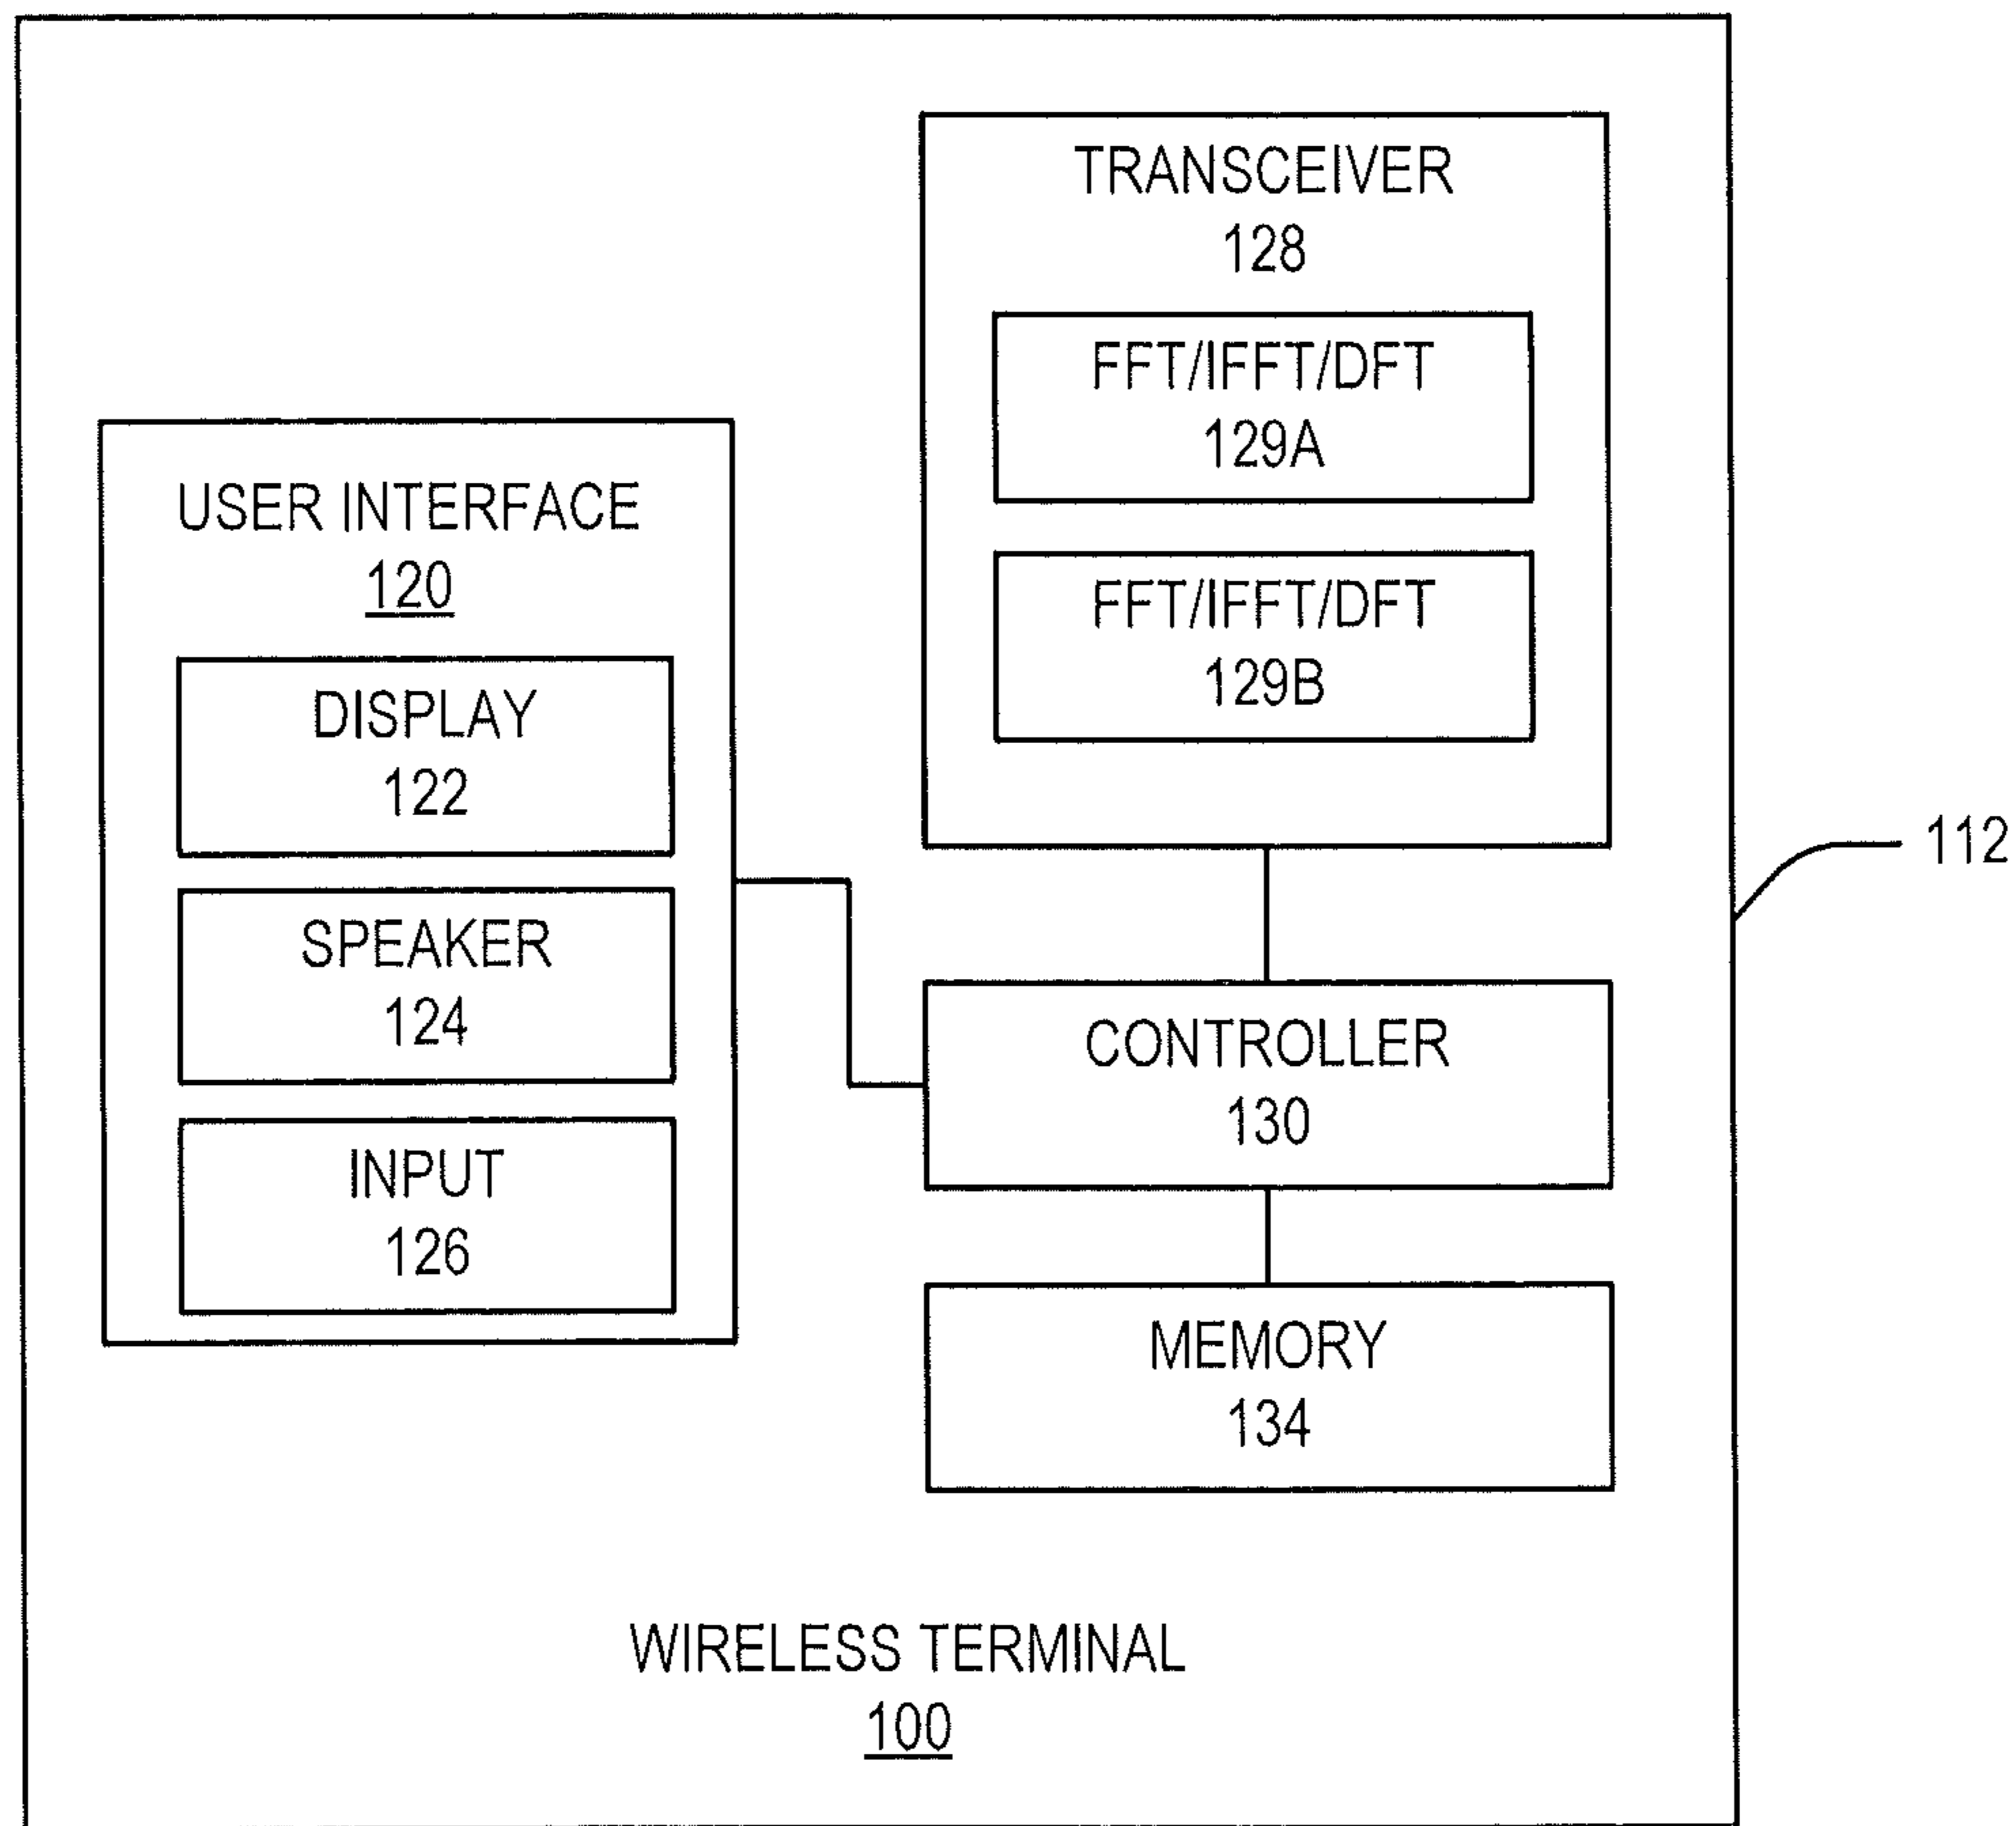 TRANSCEIVER
128
FFT/IFFT/DFT
129A
FFT/IFFT/DFT
129B
USER INTERFACE
120
DISPLAY
122
SPEAKER
124
INPUT
126
112
CONTROLLER
130
MEMORY
134
WIRELESS TERMINAL
100